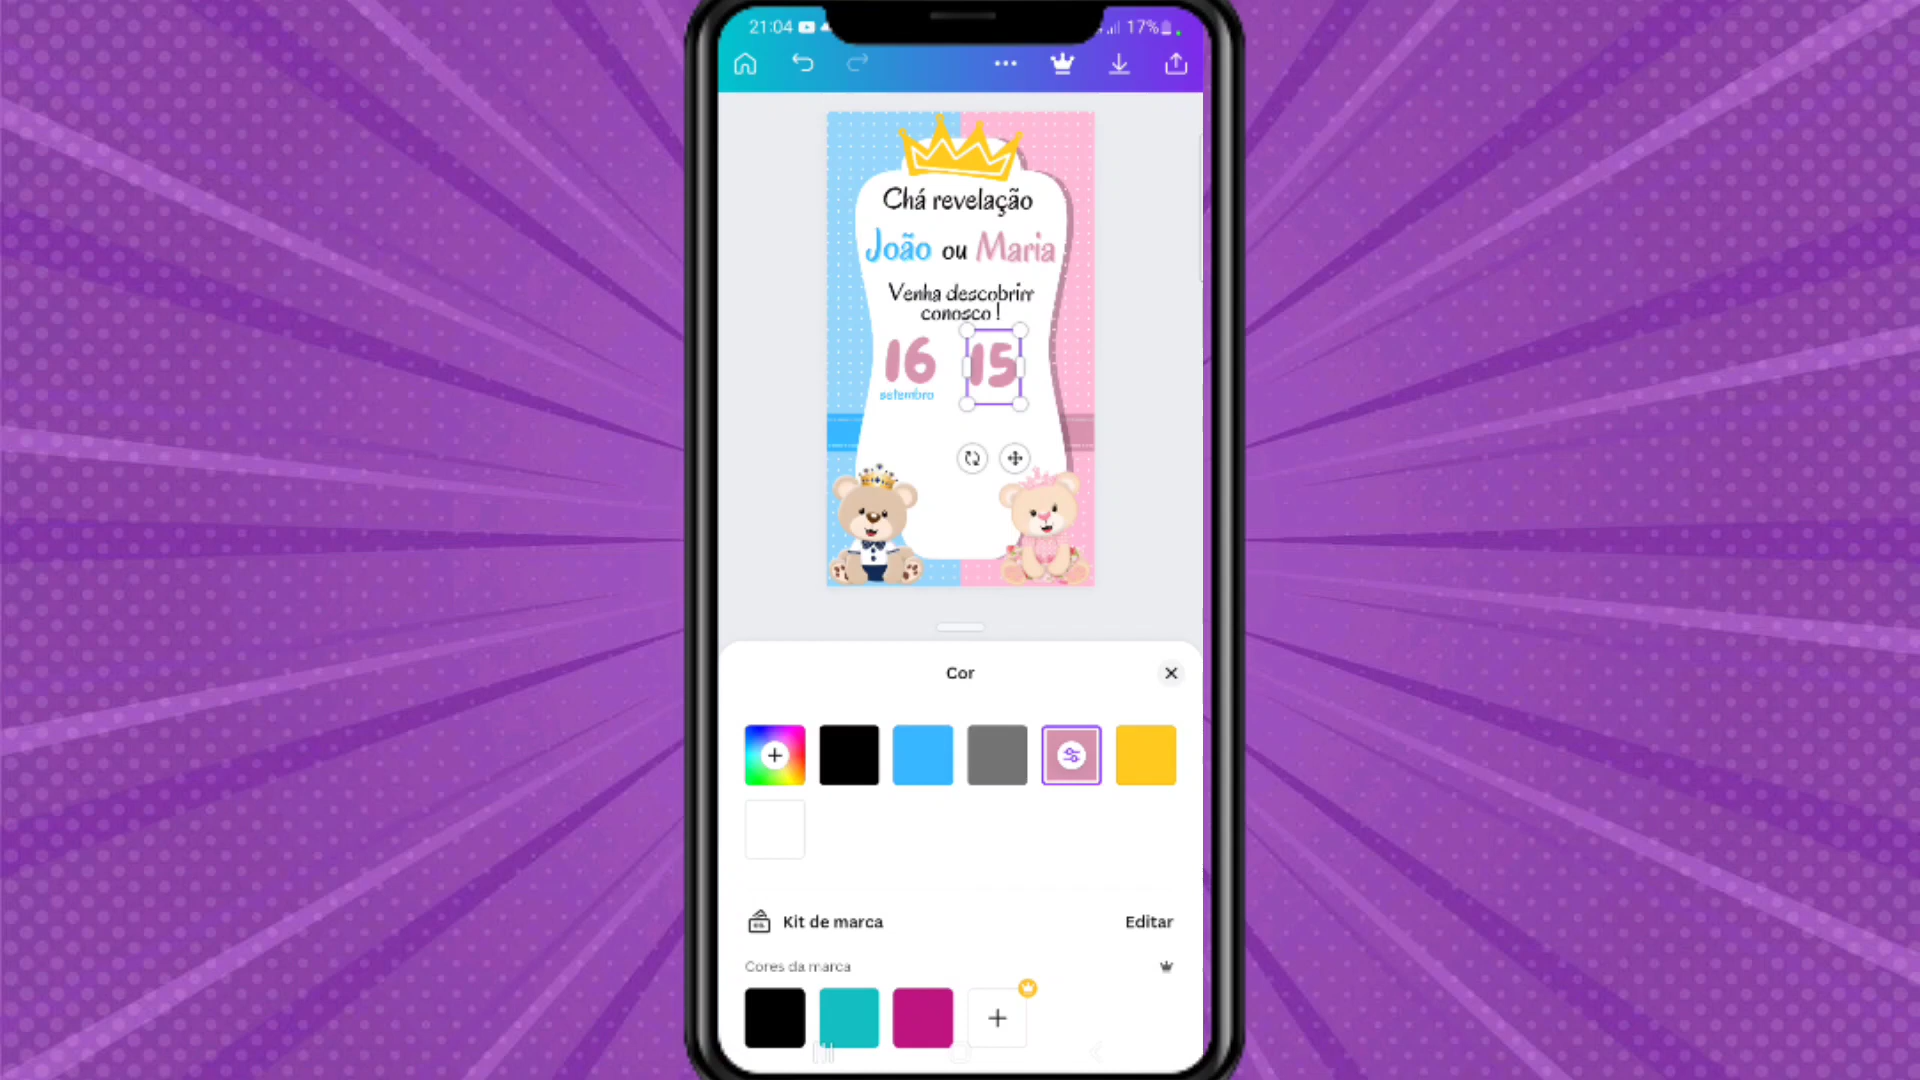 21:04
17%
Chá revelação
João ou Maria
Venha descobrirr
conosco !
16
15
setembro
Cor
Kit de marca
Editar
Cores da marca